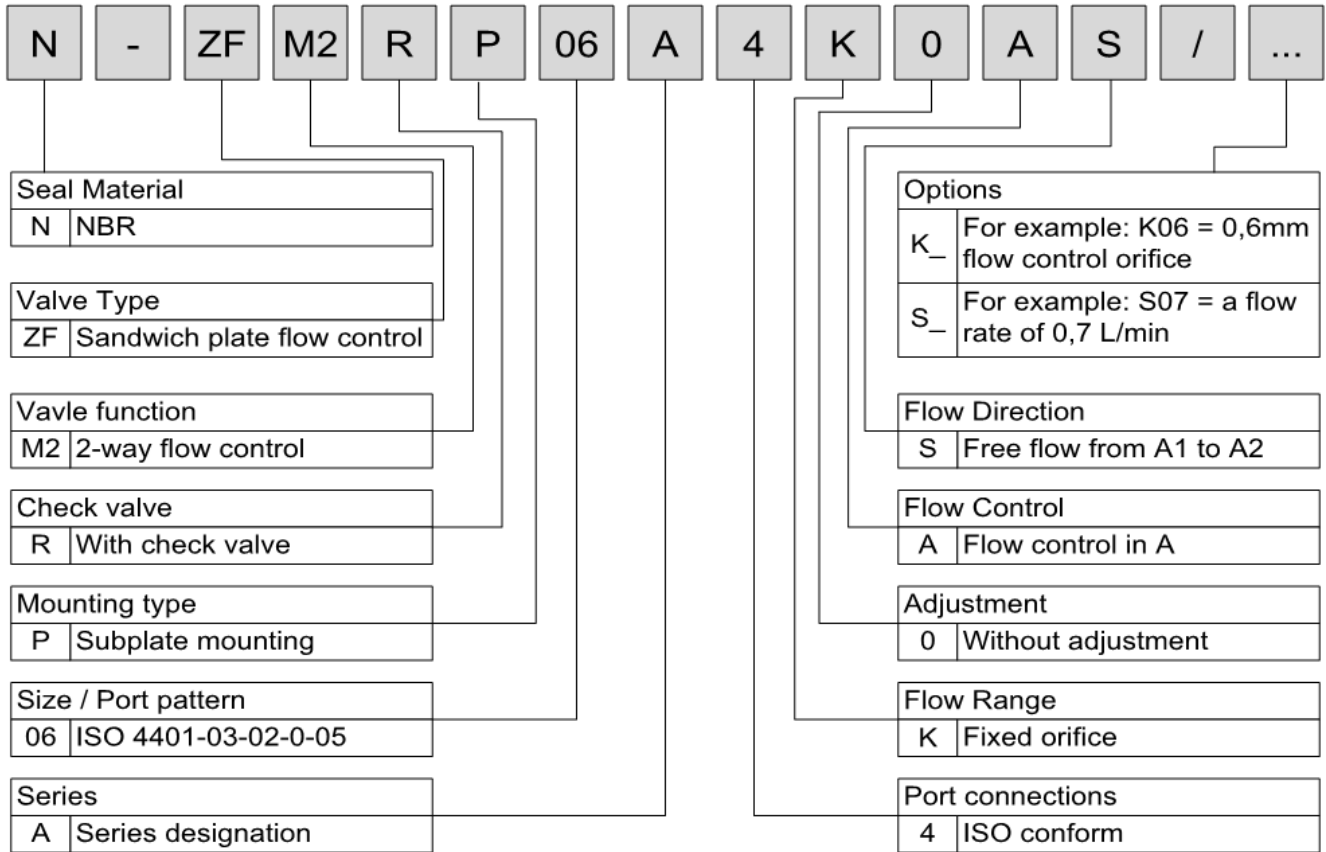 N - ZF M2 R P 06 A 4 K 0 A S / ...
Seal Material
N NBR
Valve Type
ZF Sandwich plate flow control
Vavle function
M2 2-way flow control
Check valve
R With check valve
Mounting type
P Subplate mounting
Size / Port pattern
06 ISO 4401-03-02-0-05
Series
A Series designation
Options
K_ For example: K06 = 0,6mm
flow control orifice
S_ For example: S07 = a flow
rate of 0,7 L/min
Flow Direction
S Free flow from A1 to A2
Flow Control
A Flow control in A
Adjustment
0 Without adjustment
Flow Range
K Fixed orifice
Port connections
4 ISO conform